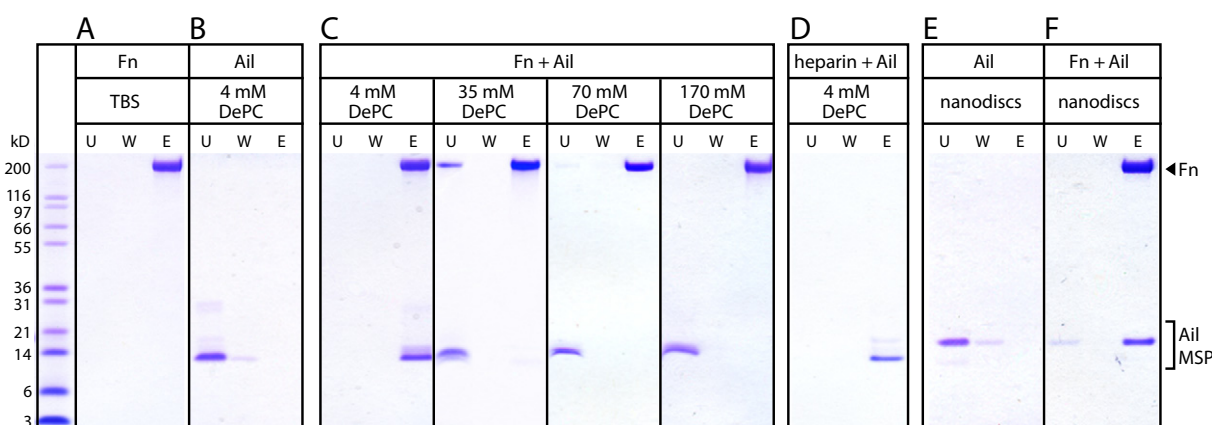 A B C D E F
Fn Ail Fn + Ail heparin + Ail Ail Fn + Ail
TBS 4 mM DePC 4 mM DePC 35 mM DePC 70 mM DePC 170 mM DePC 4 mM DePC nanodiscs nanodiscs
kD U W E U W E U W E U W E U W E U W E U W E U W E U W E
200
116
97
66
55
36
31
21
14
6
3
Fn
Ail
MSP